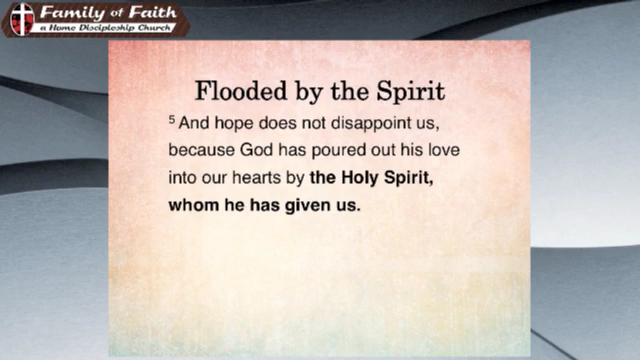 Family of Faith
a Home Discipleship Church
Flooded by the Spirit
5 And hope does not disappoint us,
because God has poured out his love
into our hearts by the Holy Spirit,
whom he has given us.